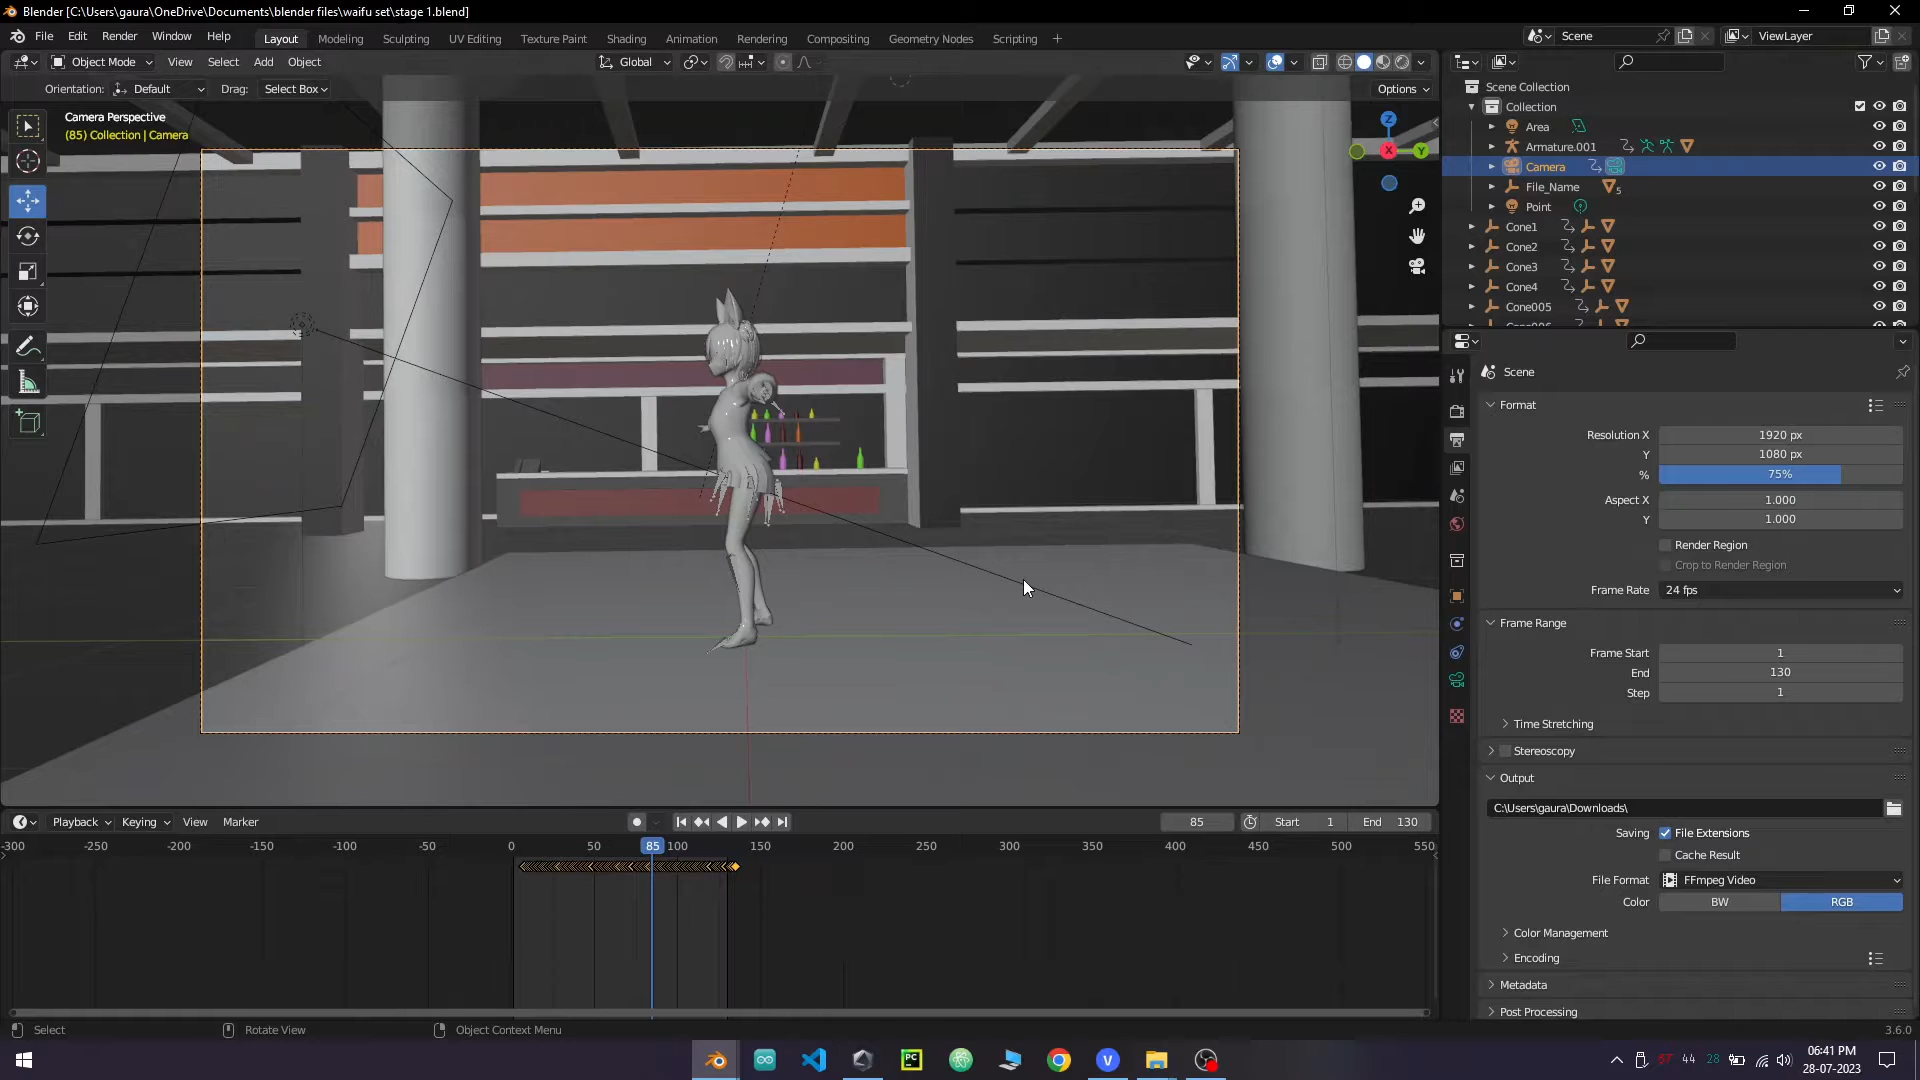 Blender [C:\Users\gaura\OneDrive\Documents\blender files\waifu set\stage 1.blend]
File Edit Render Window Help Layout Modeling Sculpting UV Editing Texture Paint Shading Animation Rendering Compositing Geometry Nodes Scripting Scene ViewLayer
Object Mode View Select Add Object Global
Orientation: Default Drag: Select Box Options
Camera Perspective
(85) Collection | Camera
Z
X
Y
Scene Collection
Collection
Area
Armature.001
Camera
File_Name 5
Point
Cone1
Cone2
Cone3
Cone4
Cone005
Scene
Format
Resolution X 1920 px
Y 1080 px
% 75%
Aspect X 1.000
Y 1.000
Render Region
Crop to Render Region
Frame Rate 24 fps
Frame Range
Frame Start 1
End 130
Step 1
Time Stretching
Stereoscopy
Output
C:\Users\gaura\Downloads\
Saving File Extensions
Cache Result
File Format FFmpeg Video
Color BW RGB
Color Management
Encoding
Metadata
Post Processing
Playback Keying View Marker 85 Start 1 End 130
-300 -250 -200 -150 -100 -50 0 50 85 100 150 200 250 300 350 400 450 500 550
Select Rotate View Object Context Menu 3.6.0
PC V 57 44 28 06:41 PM
28-07-2023